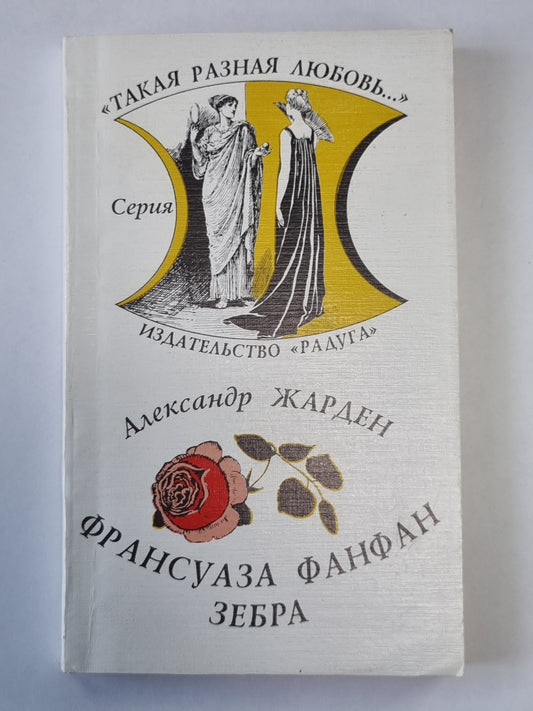 «ТАКАЯ РАЗНАЯ ЛЮБОВЬ...»
Серия
ИЗДАТЕЛЬСТВО «РАДУГА»
Александр ЖАРДЕН
ФРАНСУАЗА ФАНФАН
ЗЕБРА